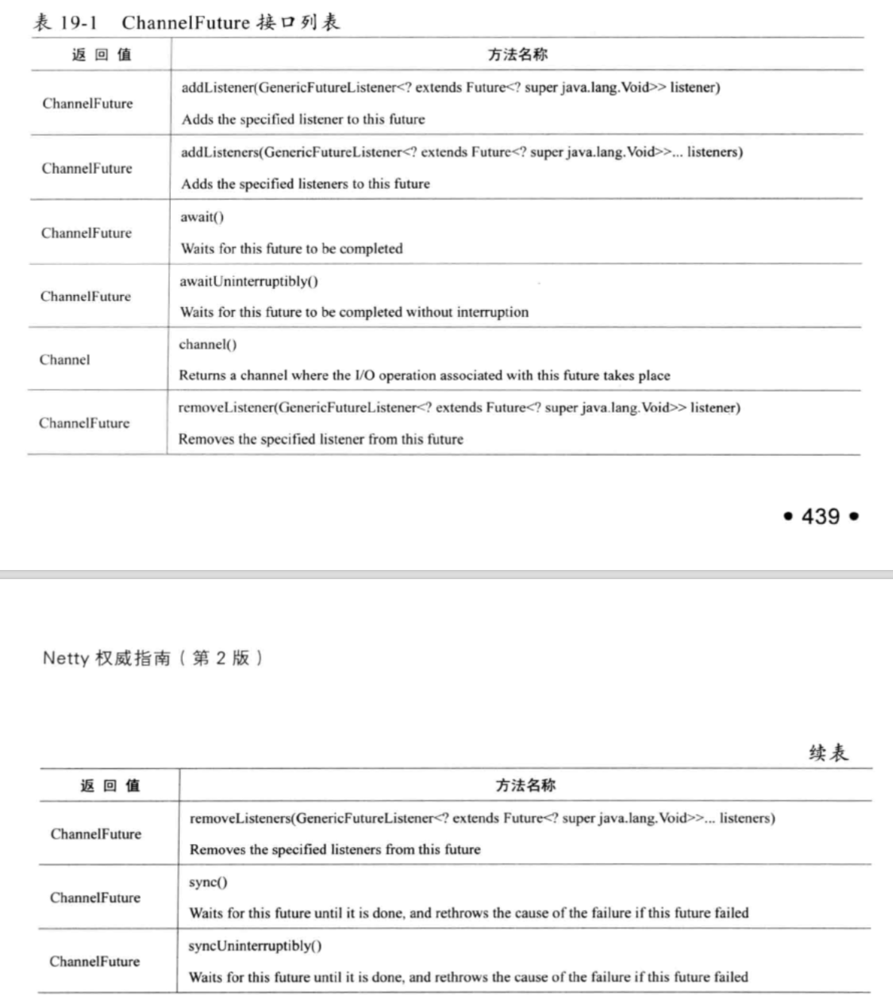 表 19-1 ChannelFuture 接口列表
返 回 值 方法名称
addListener(GenericFutureListener<? extends Future<? super java.lang.Void>> listener)
ChannelFuture
Adds the specified listener to this future
addListeners(GenericFutureListener<? extends Future<? super java.lang.Void>>... listeners)
ChannelFuture
Adds the specified listeners to this future
await()
ChannelFuture
Waits for this future to be completed
awaitUninterruptibly()
ChannelFuture
Waits for this future to be completed without interruption
channel()
Channel
Returns a channel where the I/O operation associated with this future takes place
removeListener(GenericFutureListener<? extends Future<? super java.lang.Void>> listener)
ChannelFuture
Removes the specified listener from this future
• 439 •
Netty 权威指南（第 2 版）
续表
返 回 值 方法名称
removeListeners(GenericFutureListener<? extends Future<? super java.lang.Void>>... listeners)
ChannelFuture
Removes the specified listeners from this future
sync()
ChannelFuture
Waits for this future until it is done, and rethrows the cause of the failure if this future failed
syncUninterruptibly()
ChannelFuture
Waits for this future until it is done, and rethrows the cause of the failure if this future failed